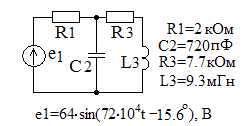 R1 R3
R1=2 кОм
C2=720пФ
R3=7.7кОм
L3=9.3мГн
e1 C2 L3
e1=64·sin(72·10⁴t −15.6°), В